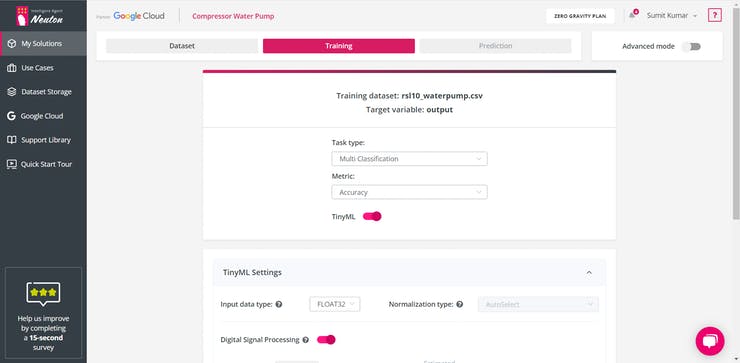 Intelligent Agent
Neuton
Partner Google Cloud
Compressor Water Pump
ZERO GRAVITY PLAN
Sumit Kumar
?
My Solutions
Use Cases
Dataset Storage
Google Cloud
Support Library
Quick Start Tour
Help us improve
by completing
a 15-second
survey
Dataset
Training
Prediction
Advanced mode
Training dataset: rsl10_waterpump.csv
Target variable: output
Task type:
Multi Classification
Metric:
Accuracy
TinyML
TinyML Settings
Input data type: ?
FLOAT32
Normalization type: ?
AutoSelect
Digital Signal Processing ?